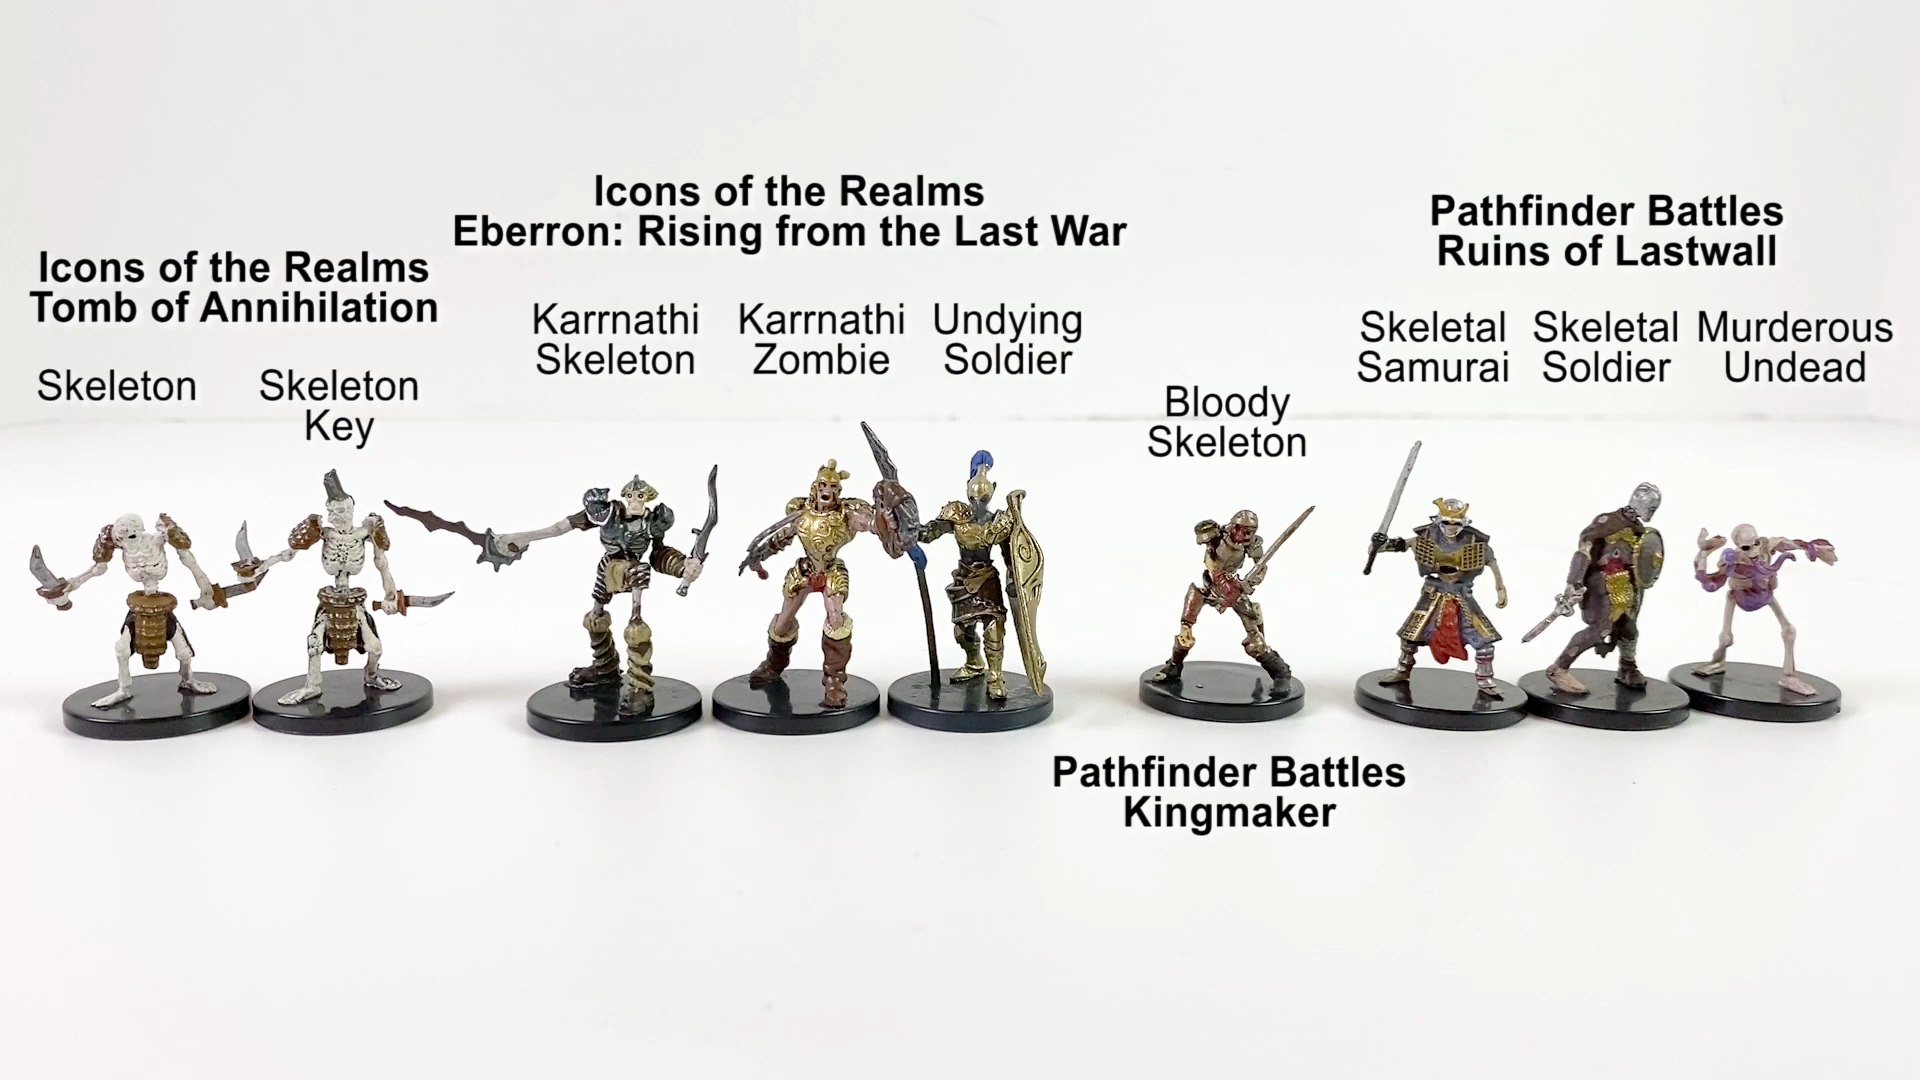 Icons of the Realms
Tomb of Annihilation
Skeleton
Skeleton
Key
Icons of the Realms
Eberron: Rising from the Last War
Karrnathi
Skeleton
Karrnathi
Zombie
Undying
Soldier
Bloody
Skeleton
Pathfinder Battles
Kingmaker
Pathfinder Battles
Ruins of Lastwall
Skeletal
Samurai
Skeletal
Soldier
Murderous
Undead